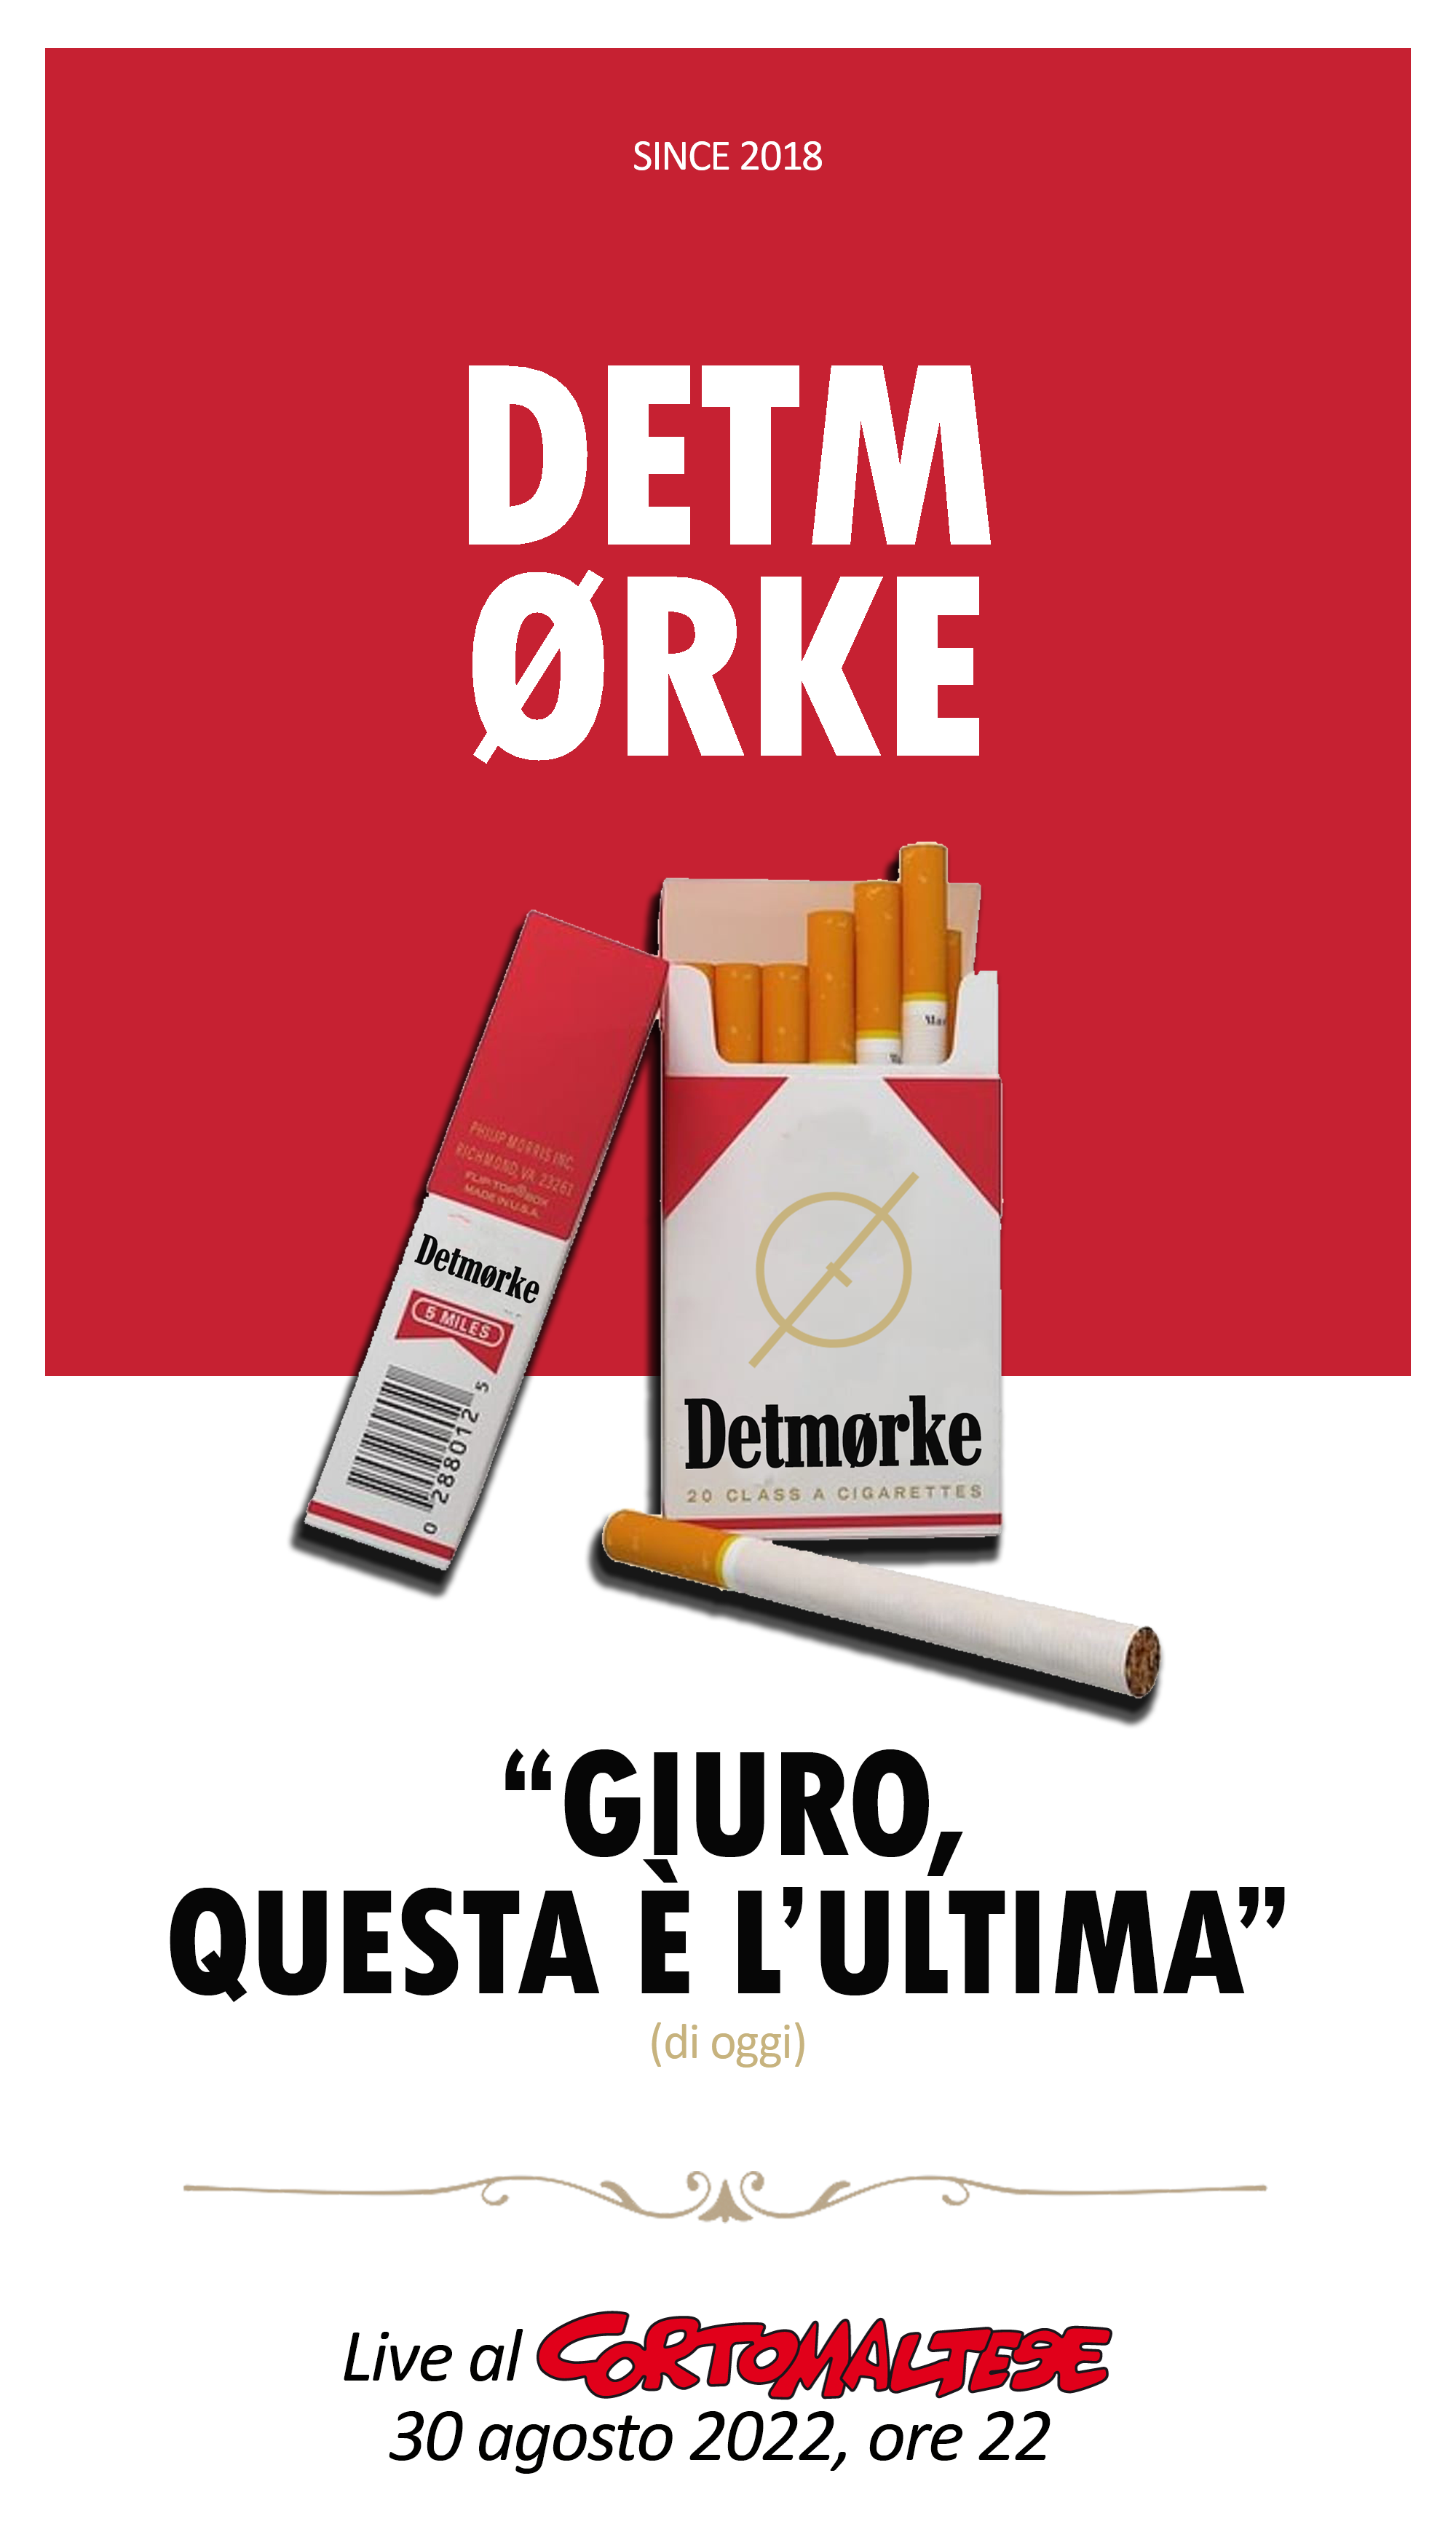 SINCE 2018
DETM
ØRKE
PHILIP MORRIS INC.
RICHMOND, VA. 23261
FLIP-TOP® BOX
MADE IN U.S.A.
Detmørke
5 MILES
0 288012 5
Detmørke
20 CLASS A CIGARETTES
“GIURO,
QUESTA È L’ULTIMA”
(di oggi)
Live al CORTOMALTESE
30 agosto 2022, ore 22